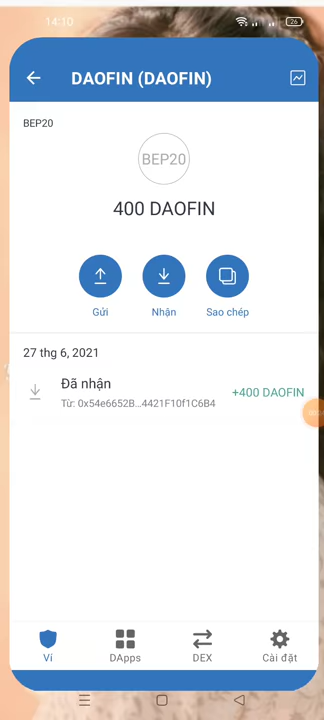 14:10
26
DAOFIN (DAOFIN)
BEP20
BEP20
400 DAOFIN
Gửi
Nhận
Sao chép
27 thg 6, 2021
Đã nhận
+400 DAOFIN
Từ: 0x54e6652B...4421F10f1C6B4
Ví
DApps
DEX
Cài đặt